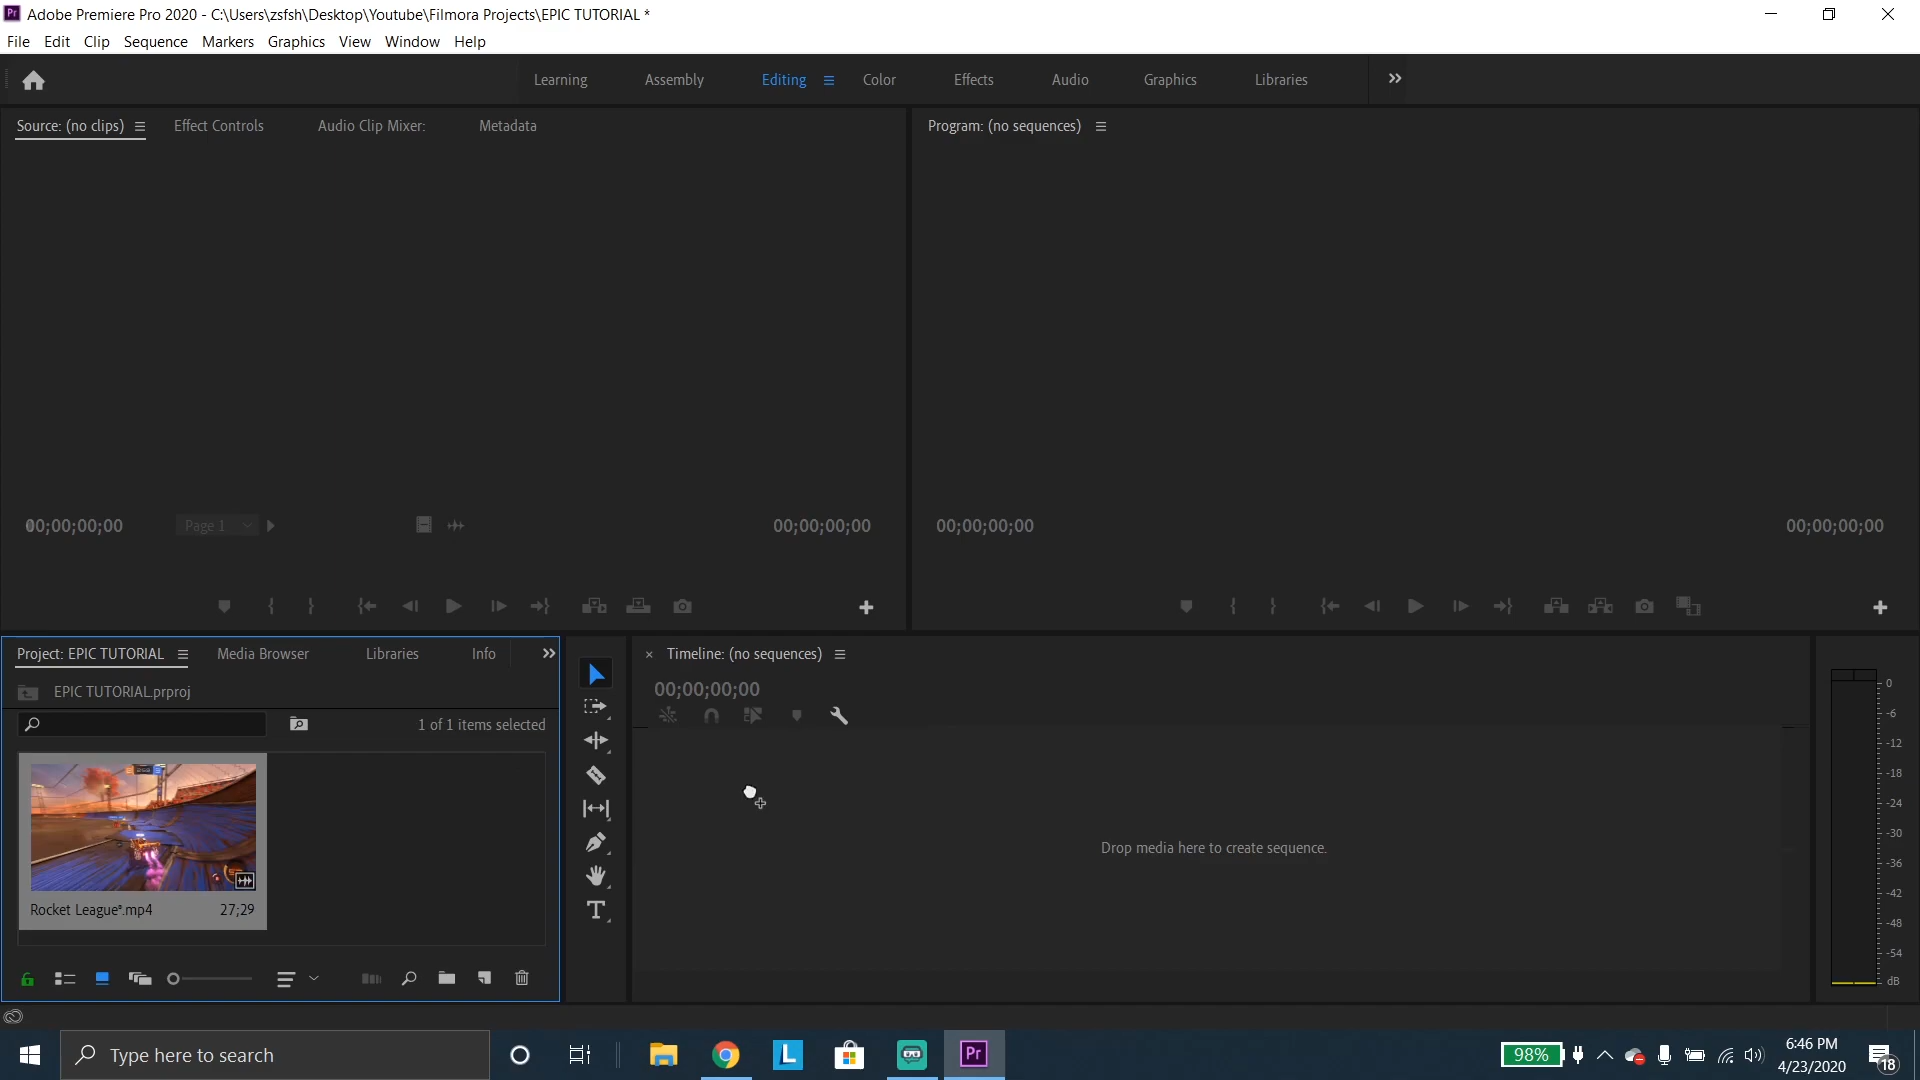 Adobe Premiere Pro 2020 - C:\Users\zsfsh\Desktop\Youtube\Filmora Projects\EPIC TUTORIAL *
File Edit Clip Sequence Markers Graphics View Window Help
Learning Assembly Editing Color Effects Audio Graphics Libraries
Source: (no clips) Effect Controls Audio Clip Mixer: Metadata
Program: (no sequences)
00;00;00;00 Page 1 00;00;00;00
00;00;00;00 00;00;00;00
Project: EPIC TUTORIAL Media Browser Libraries Info
EPIC TUTORIAL.prproj
1 of 1 items selected
Rocket League®.mp4 27;29
× Timeline: (no sequences)
00;00;00;00
Drop media here to create sequence.
0
-6
-12
-18
-24
-30
-36
-42
-48
-54
dB
Type here to search
L
Pr
98%
6:46 PM
4/23/2020
18